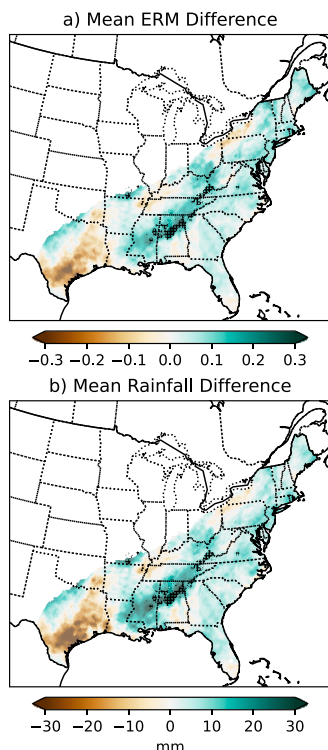 a) Mean ERM Difference
−0.3 −0.2 −0.1 0.0 0.1 0.2 0.3
b) Mean Rainfall Difference
−30 −20 −10 0 10 20 30
mm